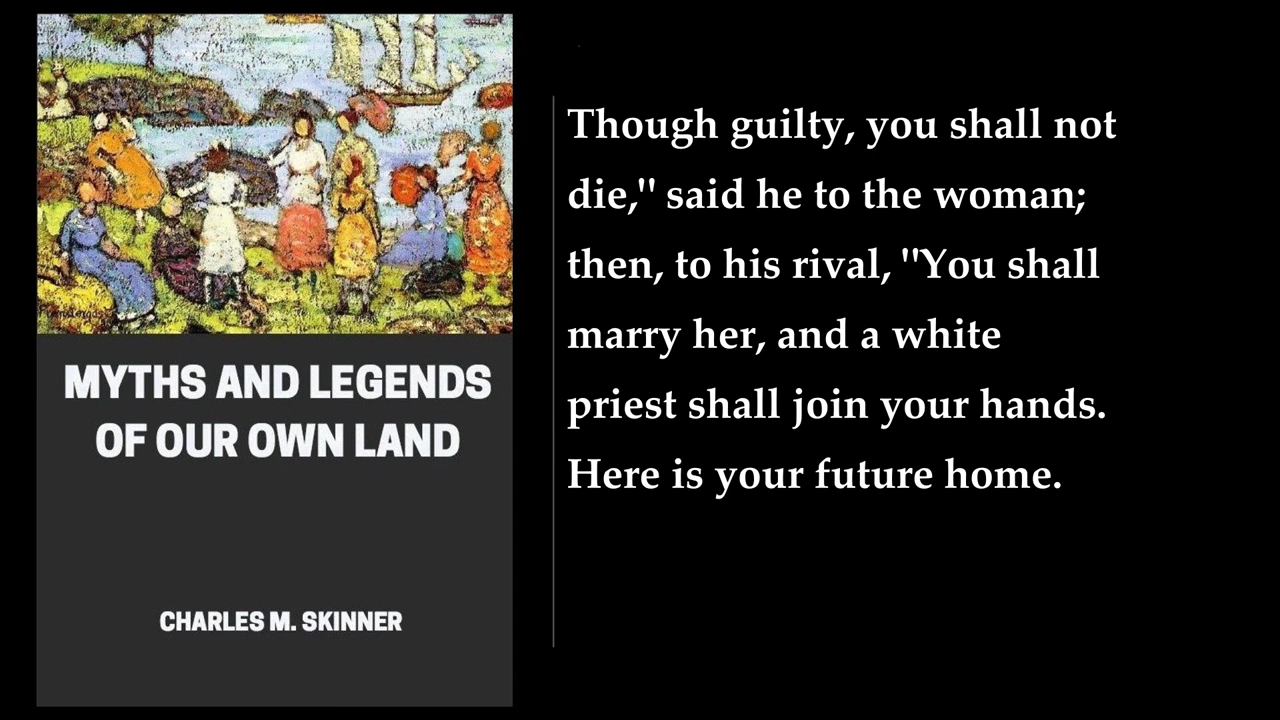 MYTHS AND LEGENDS
OF OUR OWN LAND
CHARLES M. SKINNER
Though guilty, you shall not
die," said he to the woman;
then, to his rival, "You shall
marry her, and a white
priest shall join your hands.
Here is your future home.